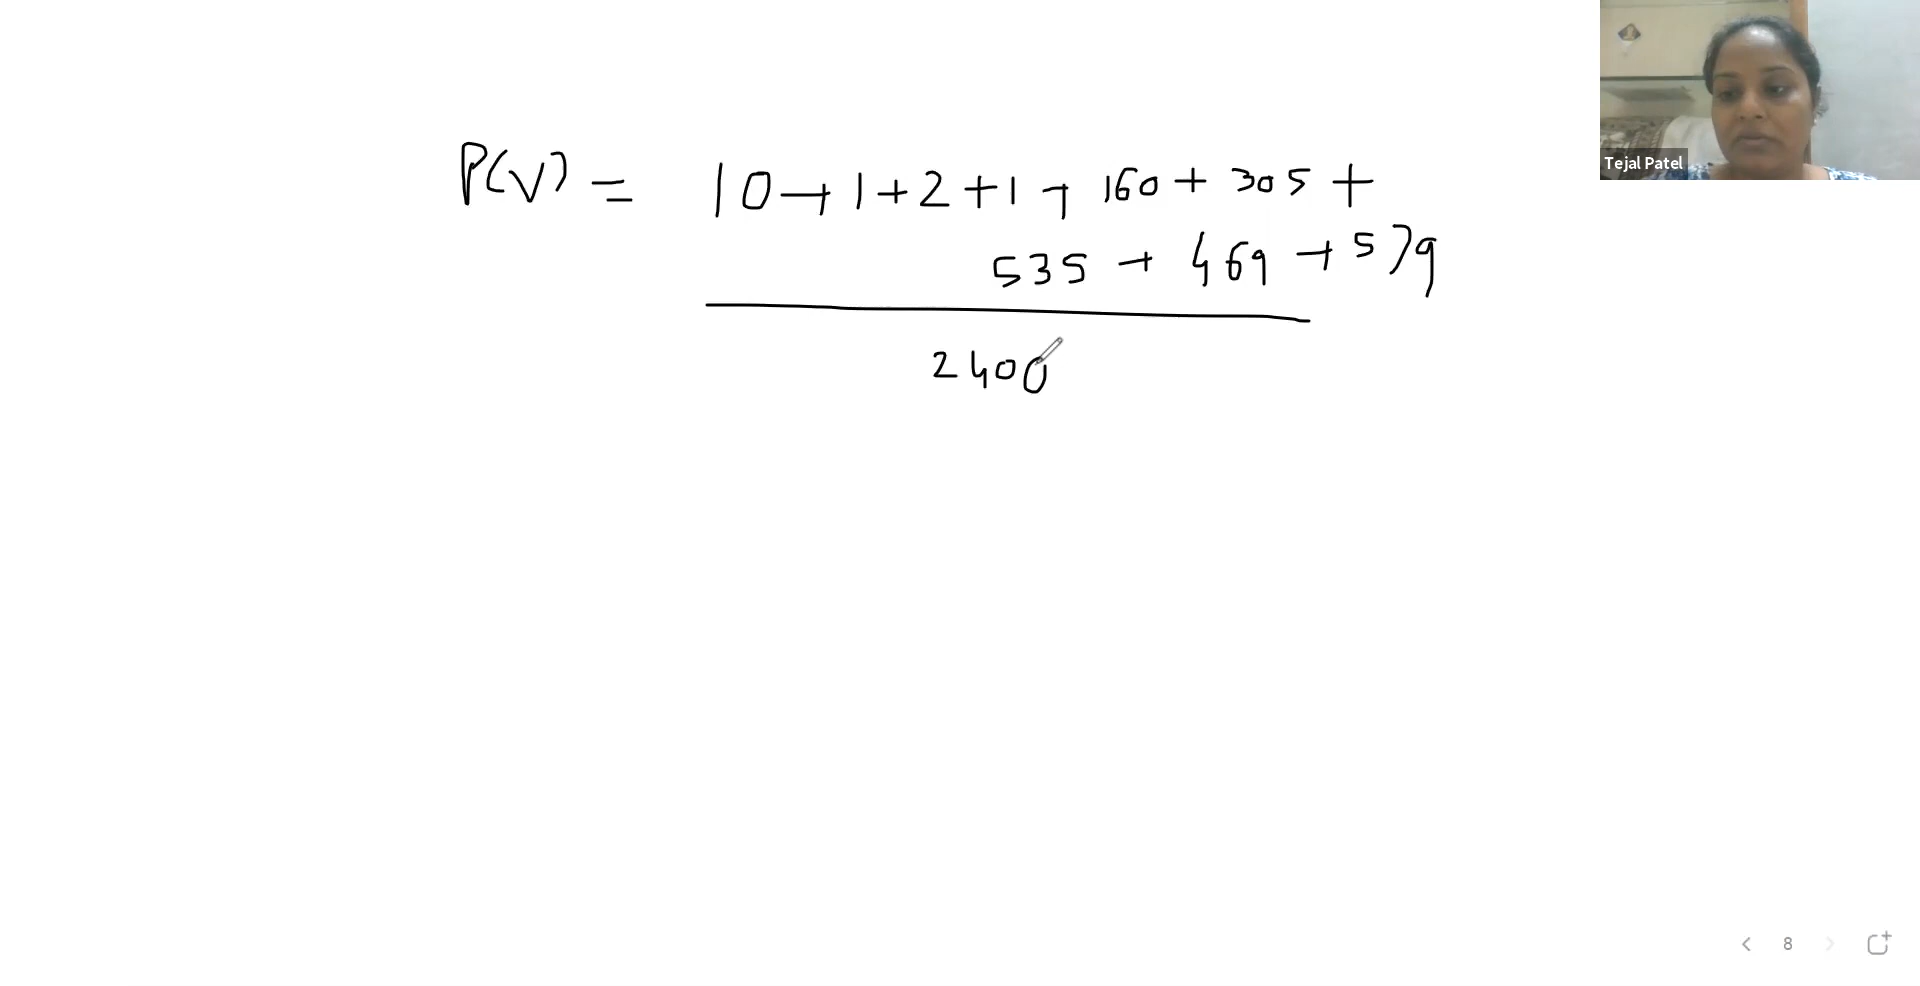 P(V) = 10+1+2+1+ 160 + 305 +
535 + 469 + 579
2400
Tejal Patel
8